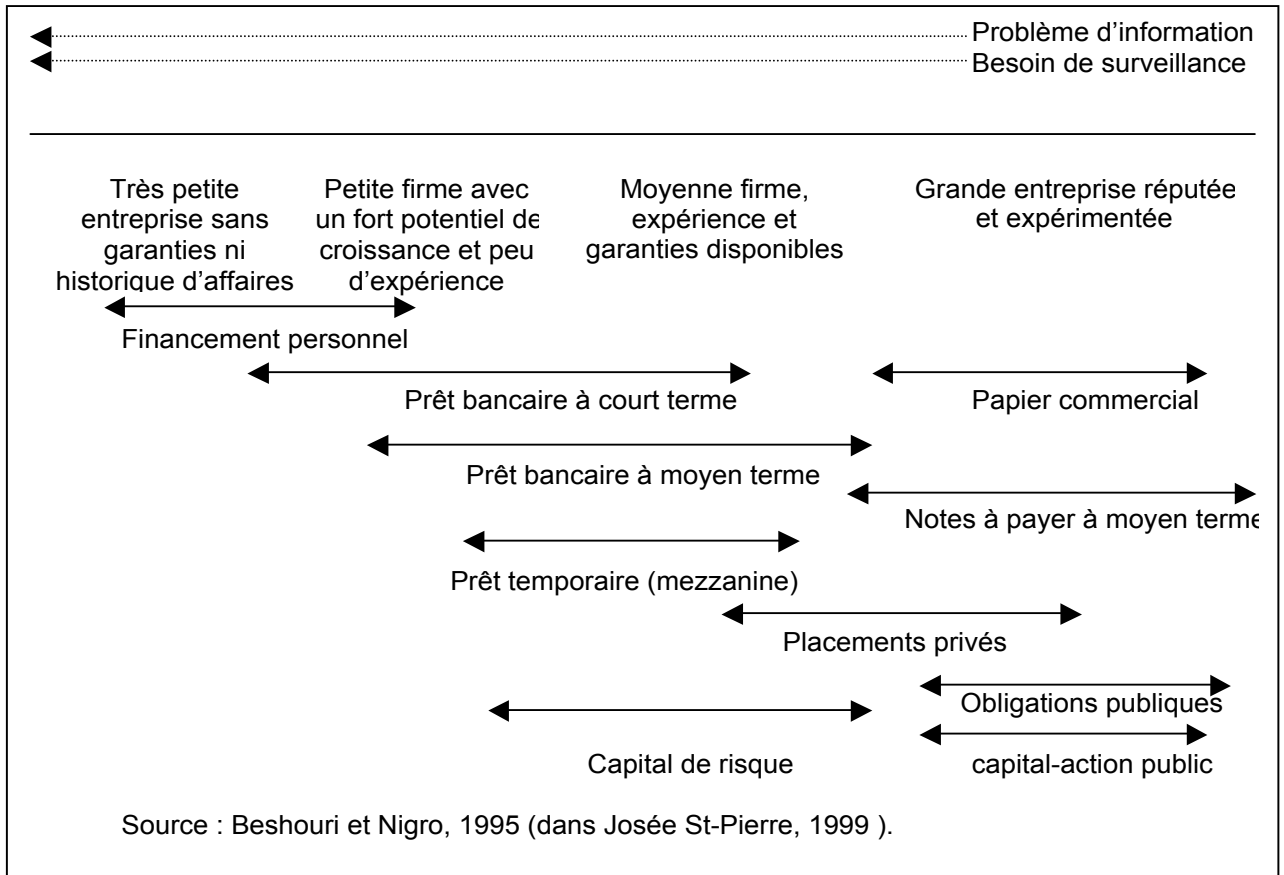 Problème d'information
Besoin de surveillance
Très petite
entreprise sans
garanties ni
historique d'affaires
Petite firme avec
un fort potentiel de
croissance et peu
d'expérience
Moyenne firme,
expérience et
garanties disponibles
Grande entreprise réputée
et expérimentée
Financement personnel
Prêt bancaire à court terme
Papier commercial
Prêt bancaire à moyen terme
Notes à payer à moyen terme
Prêt temporaire (mezzanine)
Placements privés
Obligations publiques
Capital de risque
capital-action public
Source : Beshouri et Nigro, 1995 (dans Josée St-Pierre, 1999 ).